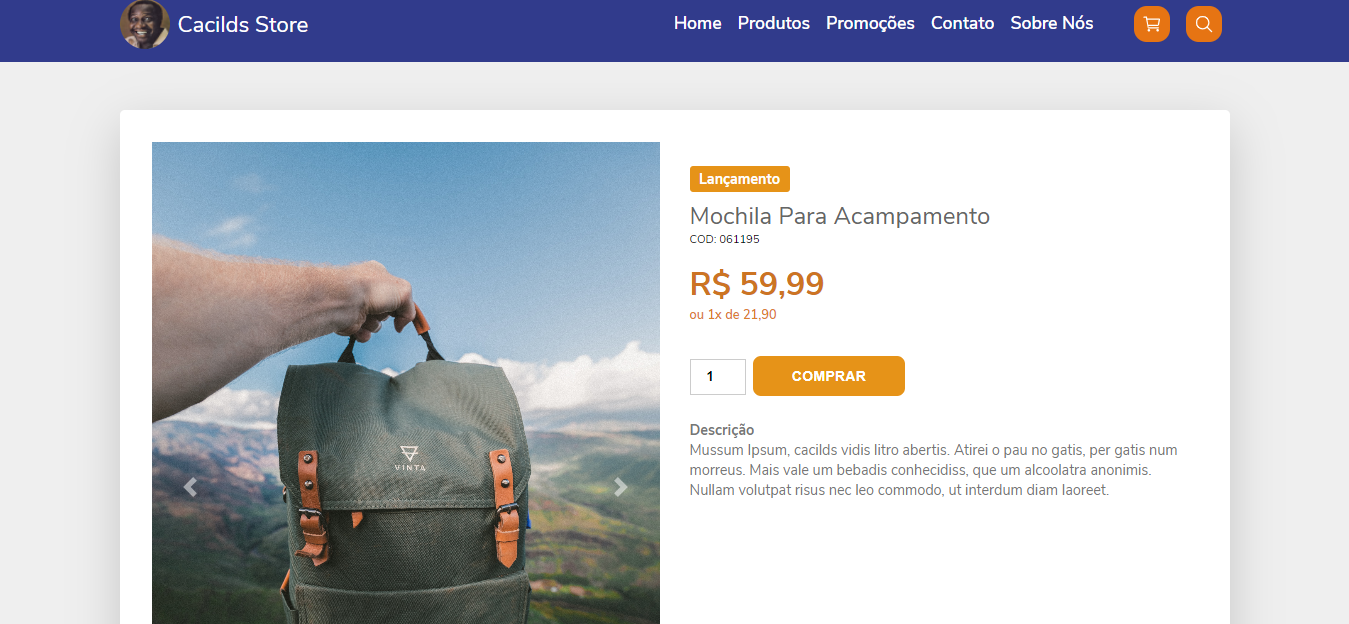 Cacilds Store
Home Produtos Promoções Contato Sobre Nós
Lançamento
Mochila Para Acampamento
COD: 061195
R$ 59,99
ou 1x de 21,90
1 COMPRAR
VINTA
Descrição
Mussum Ipsum, cacilds vidis litro abertis. Atirei o pau no gatis, per gatis num
morreus. Mais vale um bebadis conhecidiss, que um alcoolatra anonimis.
Nullam volutpat risus nec leo commodo, ut interdum diam laoreet.